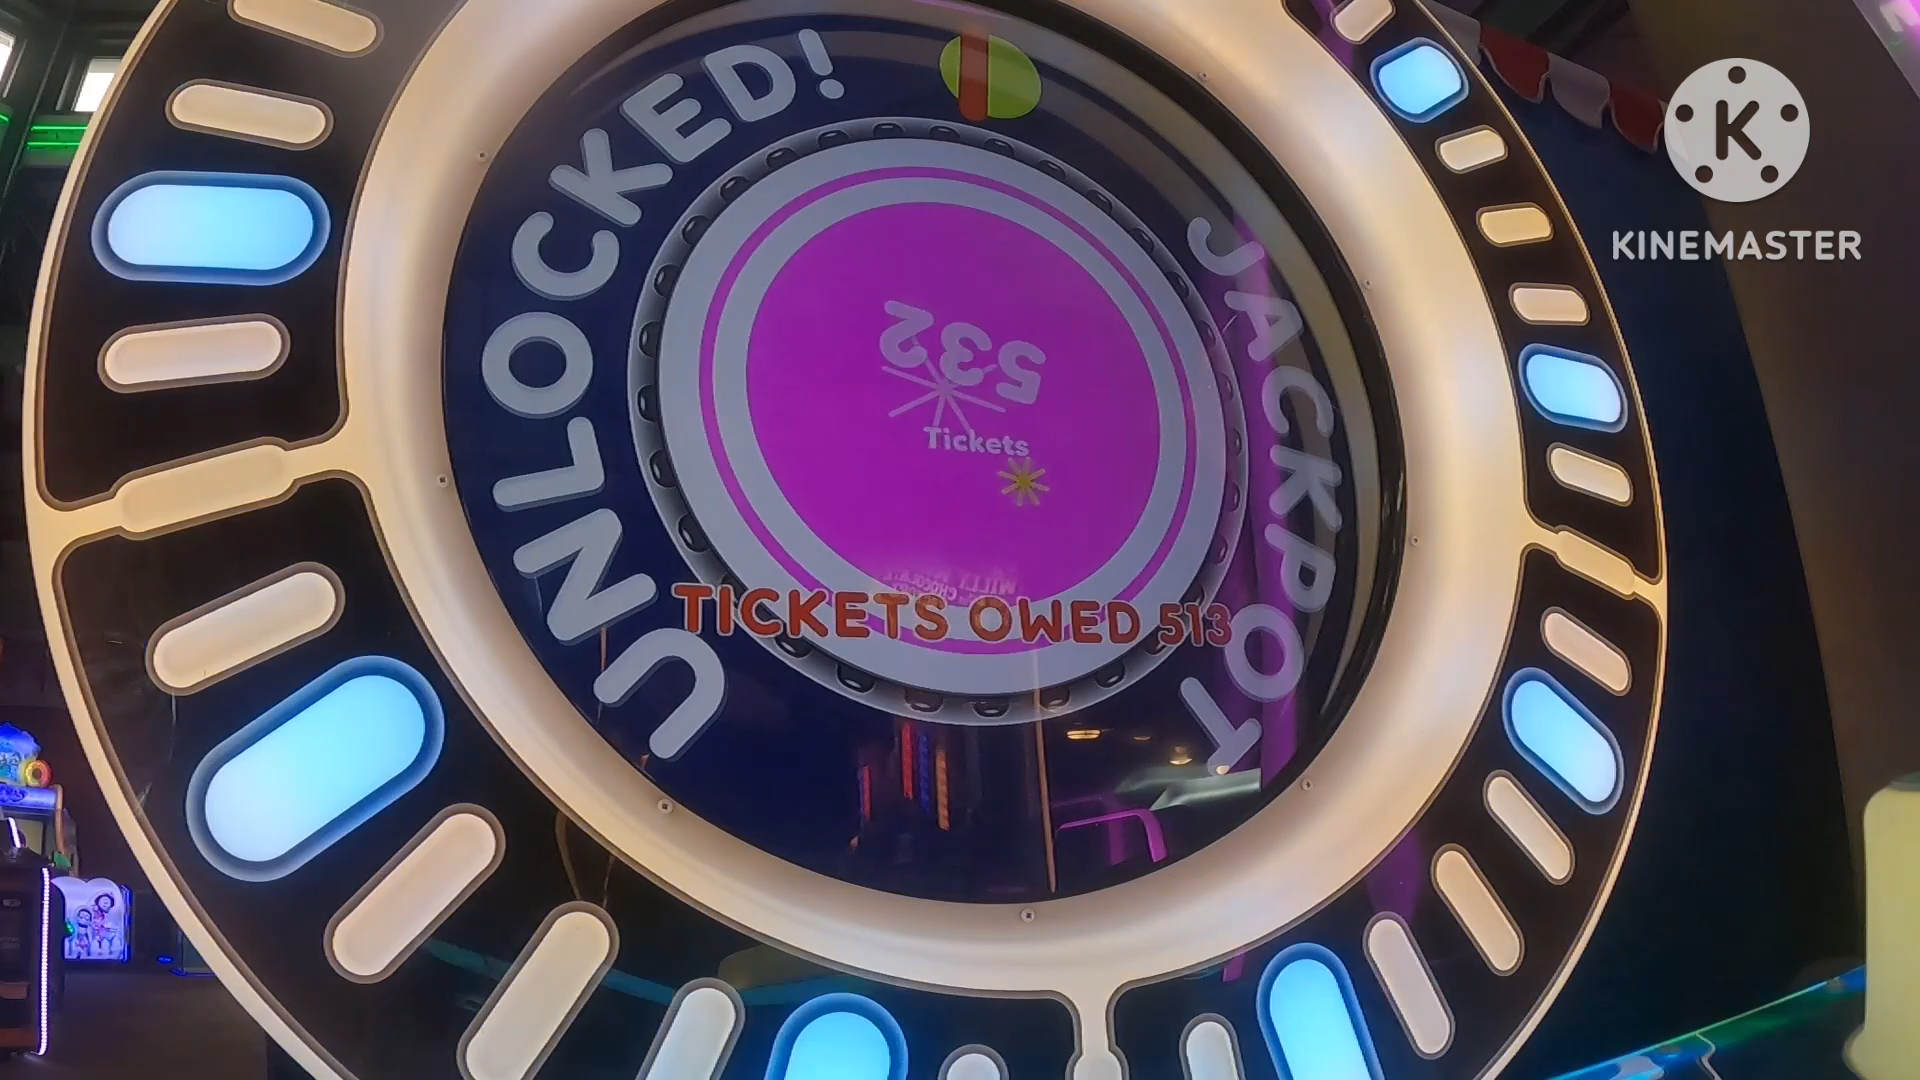 JACKPOT
UNLOCKED!
532
Tickets
TICKETS OWED 513
K
KINEMASTER